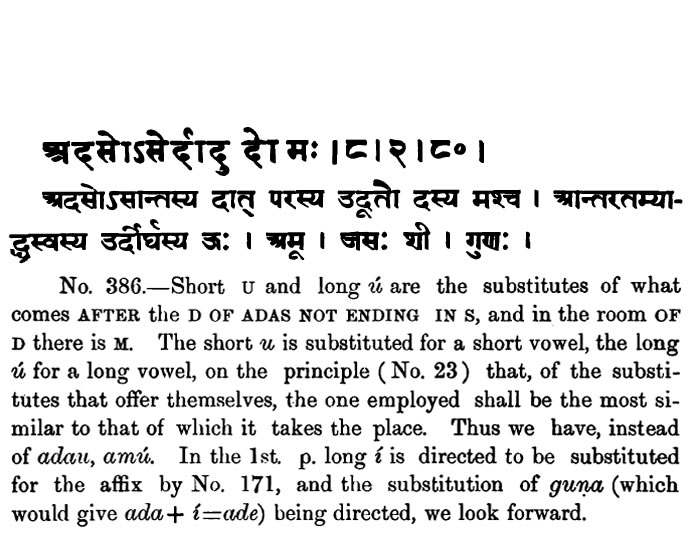 अदसोऽसेर्दादु दो मः ।८।२।८०।
अदसोऽसान्तस्य दात् परस्य उदूतो दस्य मश्च । आन्तरतम्या-
द्ध्रस्वस्य उर्दीर्घस्य ऊः । अमू । जसः शी । गुणः ।
No. 386.—Short U and long ú are the substitutes of what
comes AFTER the D OF ADAS NOT ENDING IN S, and in the room OF
D there is M. The short u is substituted for a short vowel, the long
ú for a long vowel, on the principle ( No. 23 ) that, of the substi-
tutes that offer themselves, the one employed shall be the most si-
milar to that of which it takes the place. Thus we have, instead
of adau, amú. In the 1st. p. long í is directed to be substituted
for the affix by No. 171, and the substitution of guṇa (which
would give ada + í=ade) being directed, we look forward.